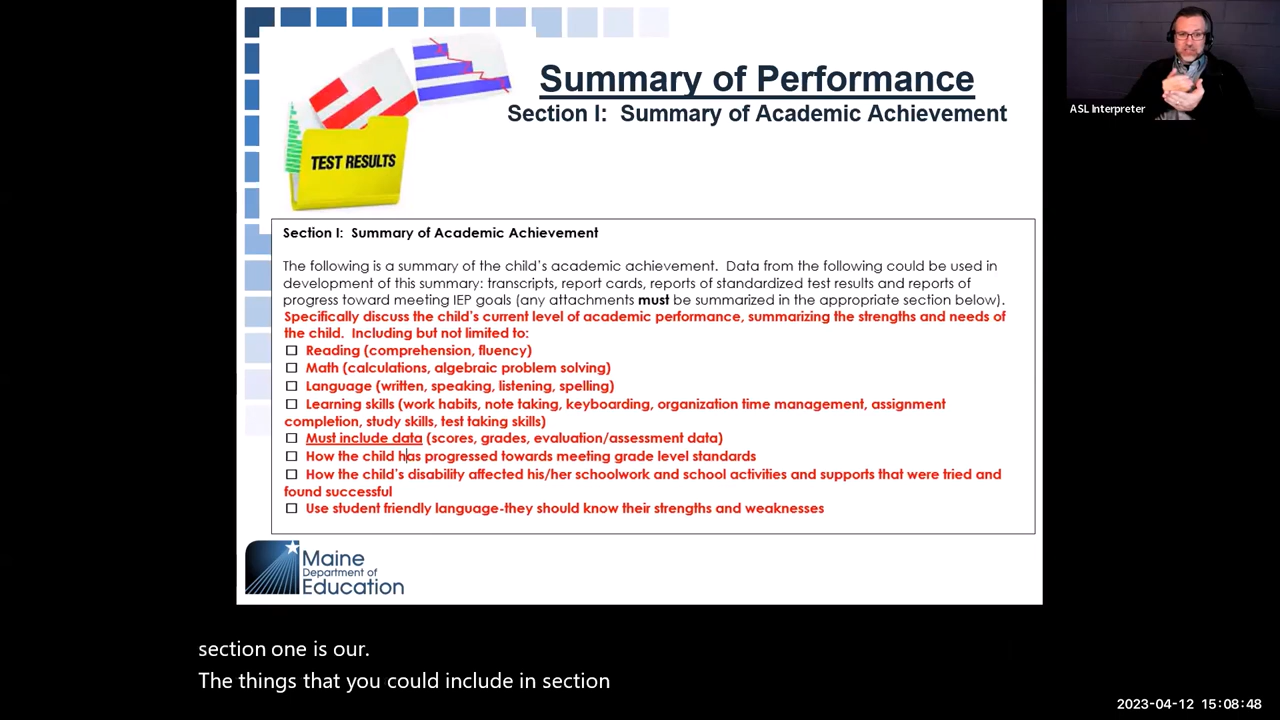 Summary of Performance
Section I:  Summary of Academic Achievement
ASL Interpreter
TEST RESULTS
Section I:  Summary of Academic Achievement
The following is a summary of the child's academic achievement.  Data from the following could be used in
development of this summary: transcripts, report cards, reports of standardized test results and reports of
progress toward meeting IEP goals (any attachments must be summarized in the appropriate section below).
Specifically discuss the child's current level of academic performance, summarizing the strengths and needs of
the child.  Including but not limited to:
☐ Reading (comprehension, fluency)
☐ Math (calculations, algebraic problem solving)
☐ Language (written, speaking, listening, spelling)
☐ Learning skills (work habits, note taking, keyboarding, organization time management, assignment
completion, study skills, test taking skills)
☐ Must include data (scores, grades, evaluation/assessment data)
☐ How the child has progressed towards meeting grade level standards
☐ How the child's disability affected his/her schoolwork and school activities and supports that were tried and
found successful
☐ Use student friendly language-they should know their strengths and weaknesses
Maine
Department of
Education
section one is our.
The things that you could include in section
2023-04-12 15:08:48